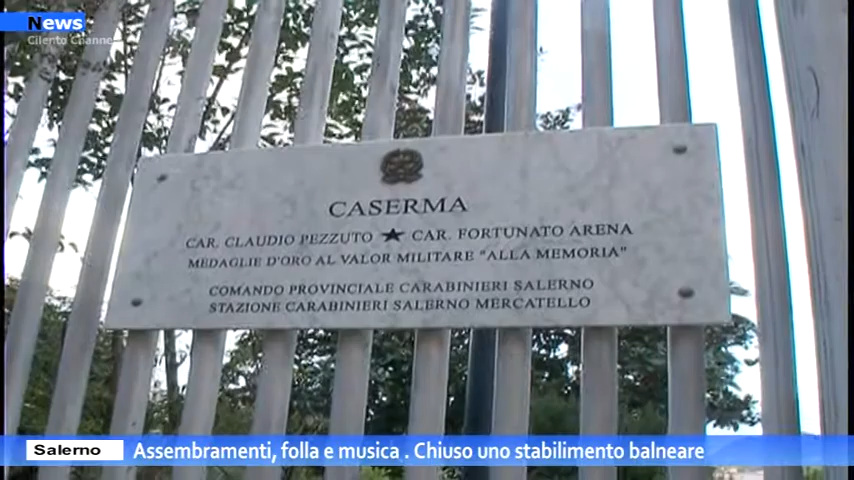 News
Cilento Channel
CASERMA
CAR. CLAUDIO PEZZUTO ★ CAR. FORTUNATO ARENA
MEDAGLIE D'ORO AL VALOR MILITARE "ALLA MEMORIA"
COMANDO PROVINCIALE CARABINIERI SALERNO
STAZIONE CARABINIERI SALERNO MERCATELLO
Salerno
Assembramenti, folla e musica . Chiuso uno stabilimento balneare